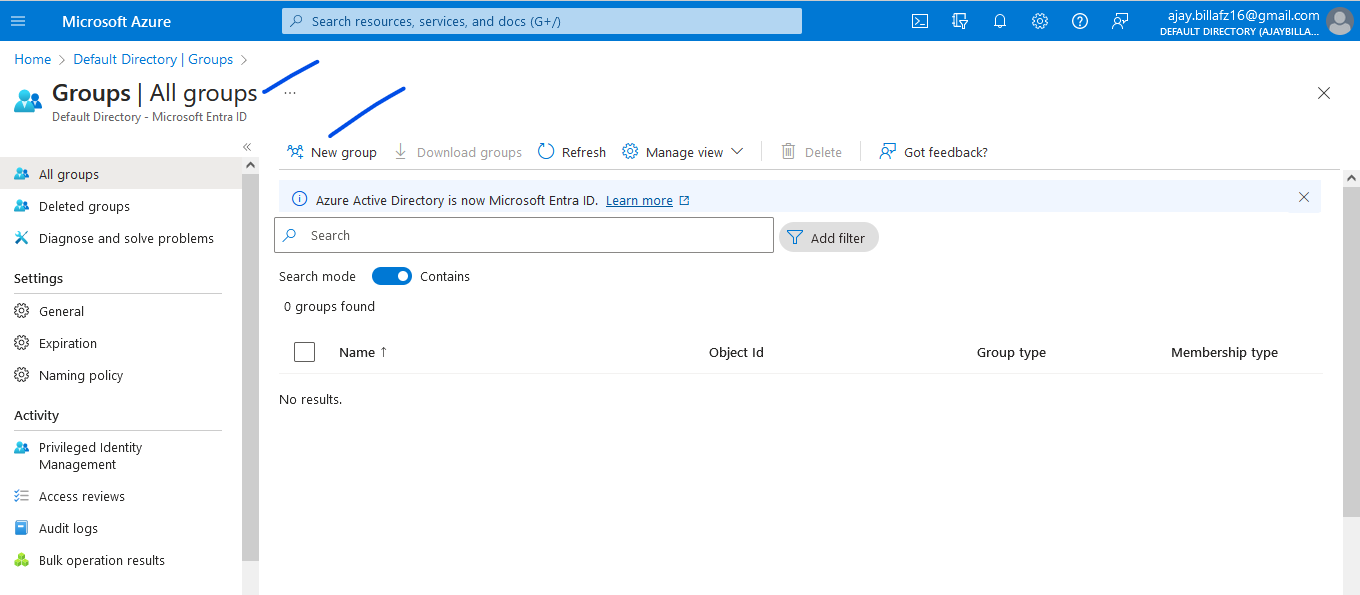 Microsoft Azure
Search resources, services, and docs (G+/)
ajay.billafz16@gmail.com
DEFAULT DIRECTORY (AJAYBILLA...
Home > Default Directory | Groups >
Groups | All groups ...
Default Directory - Microsoft Entra ID
«
All groups
Deleted groups
Diagnose and solve problems
Settings
General
Expiration
Naming policy
Activity
Privileged Identity
Management
Access reviews
Audit logs
Bulk operation results
New group Download groups Refresh Manage view Delete Got feedback?
Azure Active Directory is now Microsoft Entra ID. Learn more
Search
Add filter
Search mode Contains
0 groups found
Name ↑ Object Id Group type Membership type
No results.